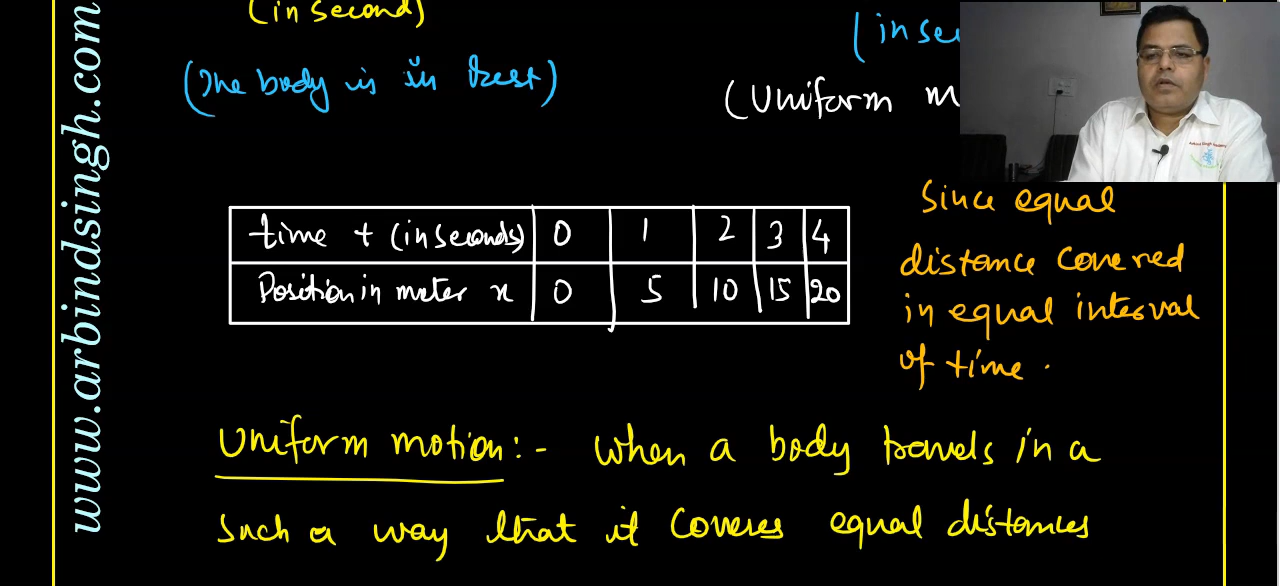 (in second)
(in se
(The body is in rest)
(Uniform m
Since equal
distance covered
in equal interval
of time .
time t (in seconds) 0 1 2 3 4
Position in meter x 0 5 10 15 20
Uniform motion:- When a body travels in a
such a way that it coveres equal distances
www.arbindsingh.com